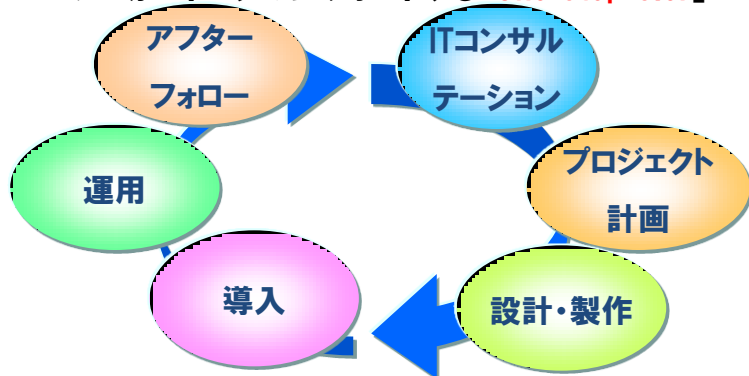 アフター
フォロー
ITコンサル
テーション
プロジェクト
計画
設計・製作
導入
運用